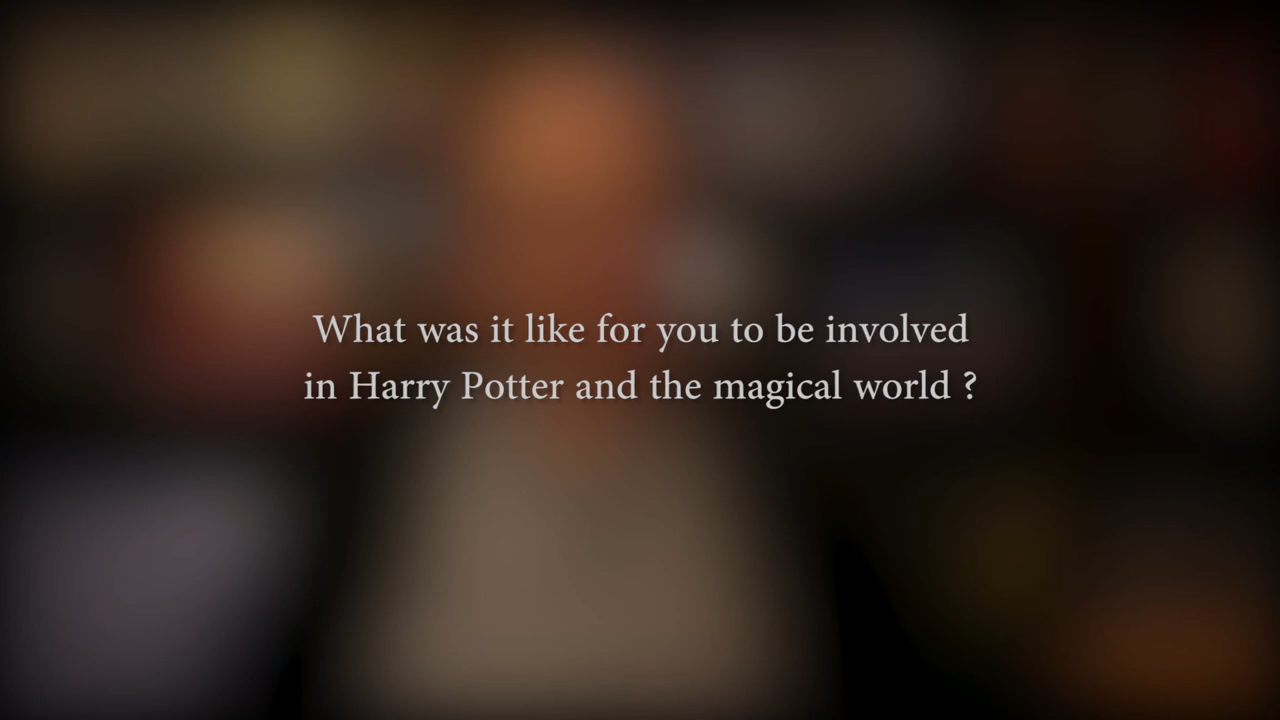 What was it like for you to be involved
in Harry Potter and the magical world ?